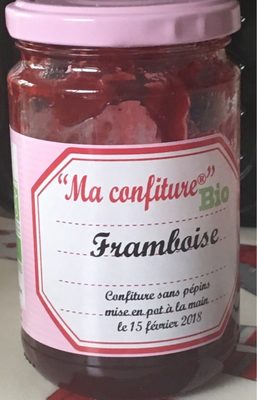 "Ma confiture®"
Bio
Framboise
Confiture sans pépins
mise en pot à la main
le 15 février 2018